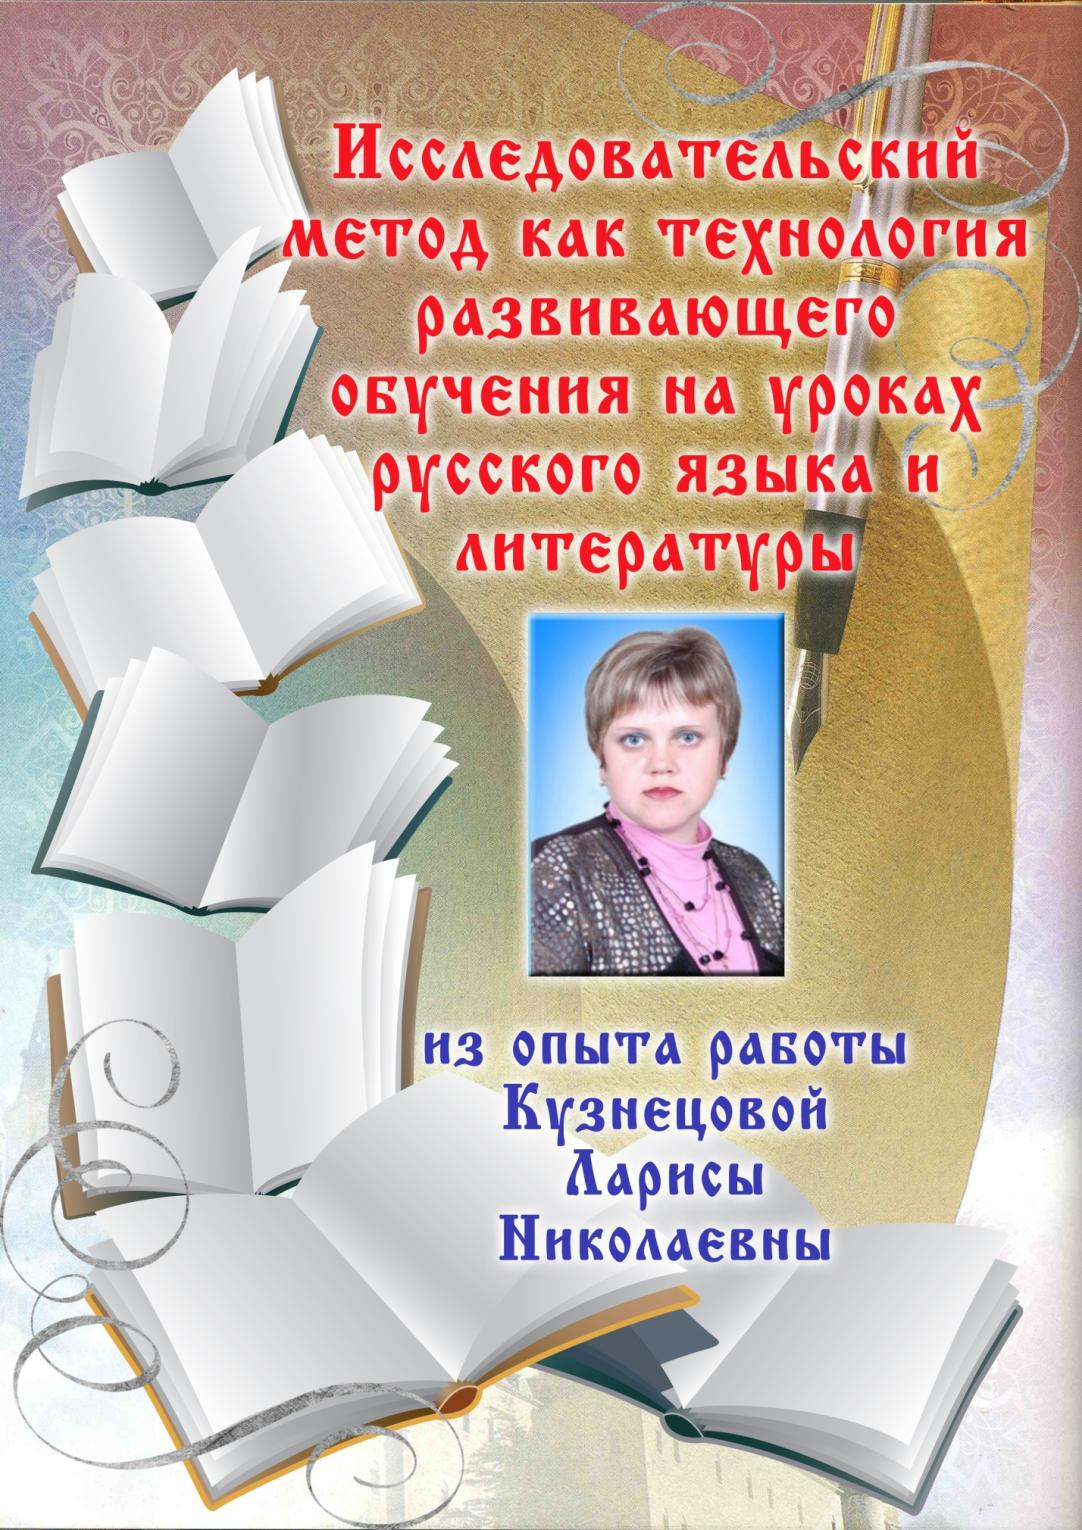 Исследовательский
метод как технология
развивающего
обучения на уроках
русского языка и
литературы
из опыта работы
Кузнецовой
Ларисы
Николаевны